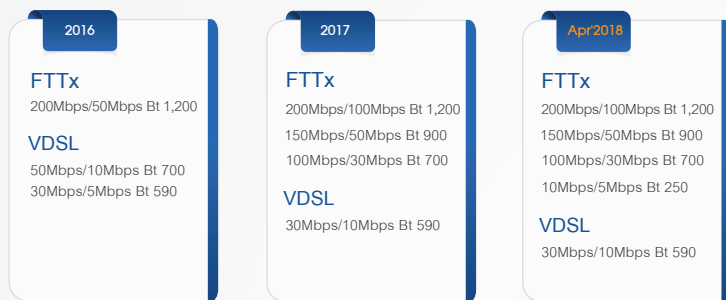 2016
FTTx
200Mbps/50Mbps Bt 1,200
VDSL
50Mbps/10Mbps Bt 700
30Mbps/5Mbps Bt 590
2017
FTTx
200Mbps/100Mbps Bt 1,200
150Mbps/50Mbps Bt 900
100Mbps/30Mbps Bt 700
VDSL
30Mbps/10Mbps Bt 590
Apr'2018
FTTx
200Mbps/100Mbps Bt 1,200
150Mbps/50Mbps Bt 900
100Mbps/30Mbps Bt 700
10Mbps/5Mbps Bt 250
VDSL
30Mbps/10Mbps Bt 590